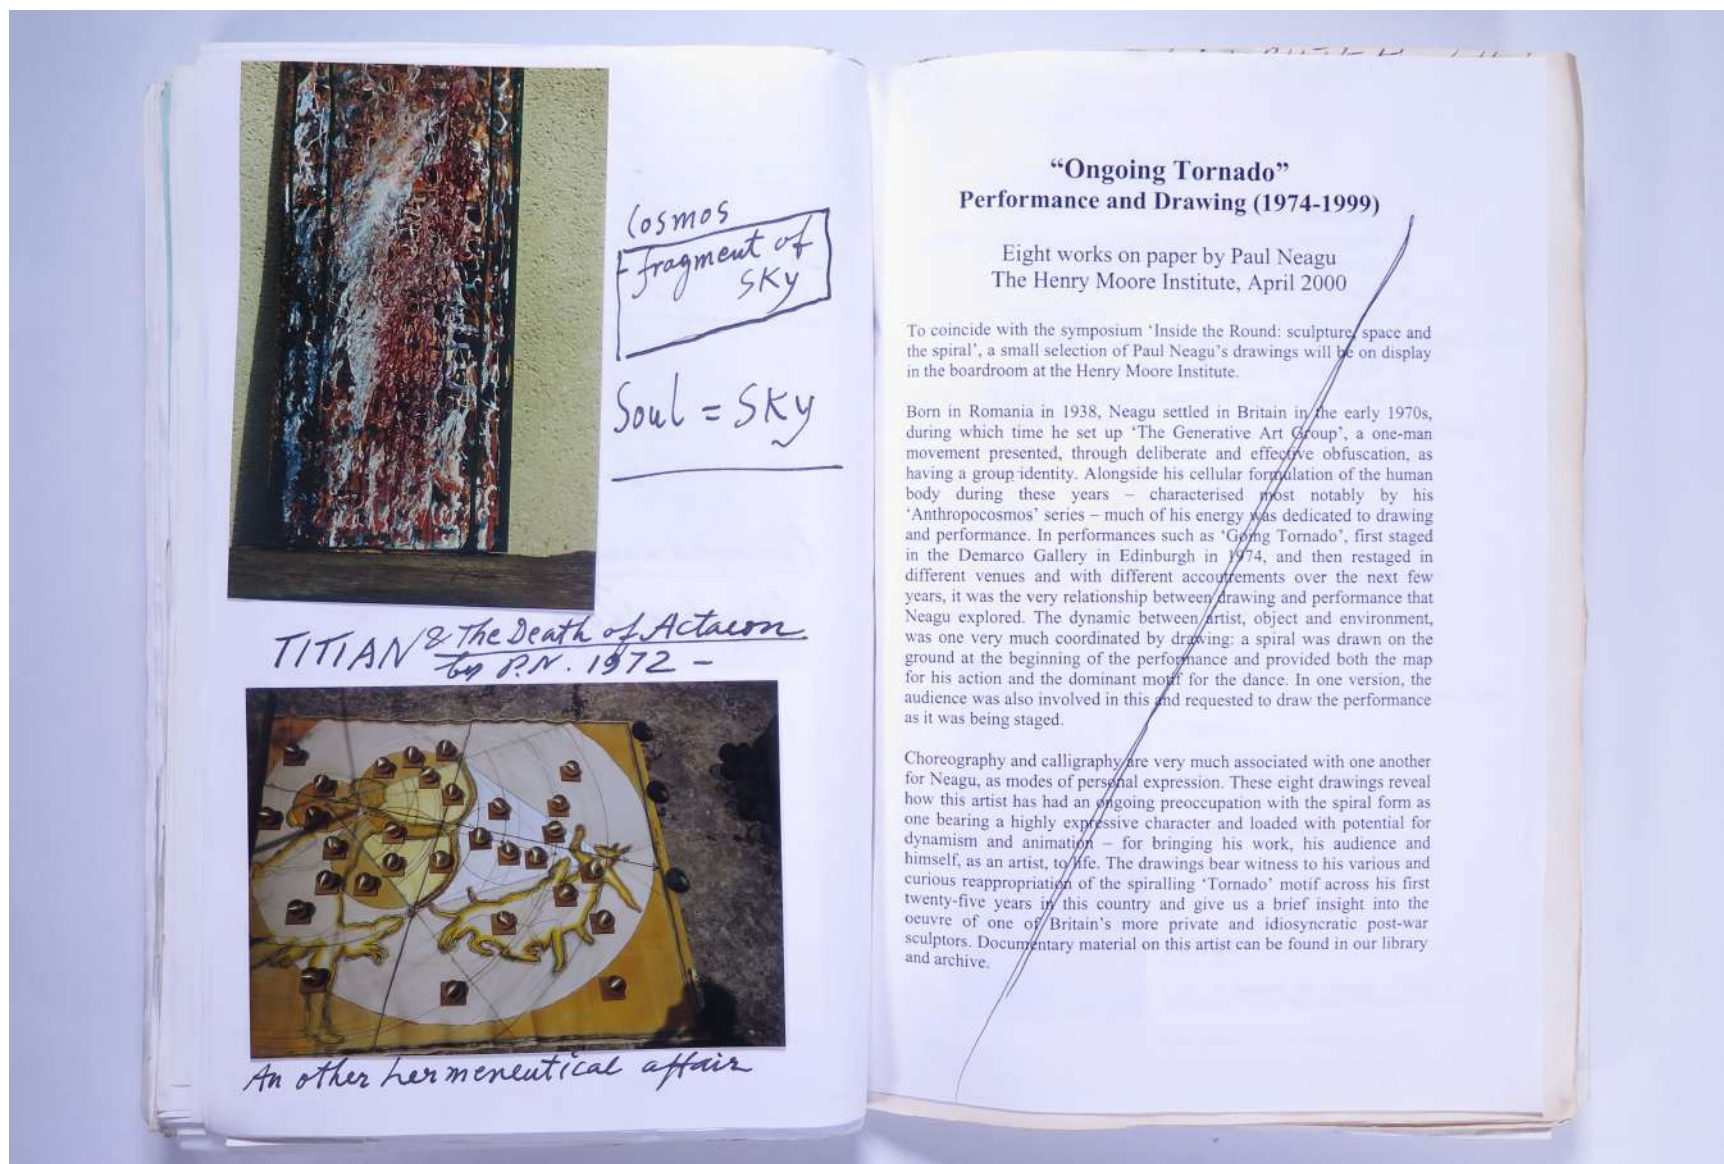 Cosmos
fragment of
SKY
Soul = SKY
TITIAN & The Death of Actaeon
by P.N. 1972 –
An other hermeneutical affair
“Ongoing Tornado”
Performance and Drawing (1974-1999)
Eight works on paper by Paul Neagu
The Henry Moore Institute, April 2000
To coincide with the symposium ‘Inside the Round: sculpture, space and
the spiral’, a small selection of Paul Neagu’s drawings will be on display
in the boardroom at the Henry Moore Institute.
Born in Romania in 1938, Neagu settled in Britain in the early 1970s,
during which time he set up ‘The Generative Art Group’, a one-man
movement presented, through deliberate and effective obfuscation, as
having a group identity. Alongside his cellular formulation of the human
body during these years – characterised most notably by his
‘Anthropocosmos’ series – much of his energy was dedicated to drawing
and performance. In performances such as ‘Going Tornado’, first staged
in the Demarco Gallery in Edinburgh in 1974, and then restaged in
different venues and with different accoutrements over the next few
years, it was the very relationship between drawing and performance that
Neagu explored. The dynamic between artist, object and environment,
was one very much coordinated by drawing: a spiral was drawn on the
ground at the beginning of the performance and provided both the map
for his action and the dominant motif for the dance. In one version, the
audience was also involved in this and requested to draw the performance
as it was being staged.
Choreography and calligraphy are very much associated with one another
for Neagu, as modes of personal expression. These eight drawings reveal
how this artist has had an ongoing preoccupation with the spiral form as
one bearing a highly expressive character and loaded with potential for
dynamism and animation – for bringing his work, his audience and
himself, as an artist, to life. The drawings bear witness to his various and
curious reappropriation of the spiralling ‘Tornado’ motif across his first
twenty-five years in this country and give us a brief insight into the
oeuvre of one of Britain’s more private and idiosyncratic post-war
sculptors. Documentary material on this artist can be found in our library
and archive.